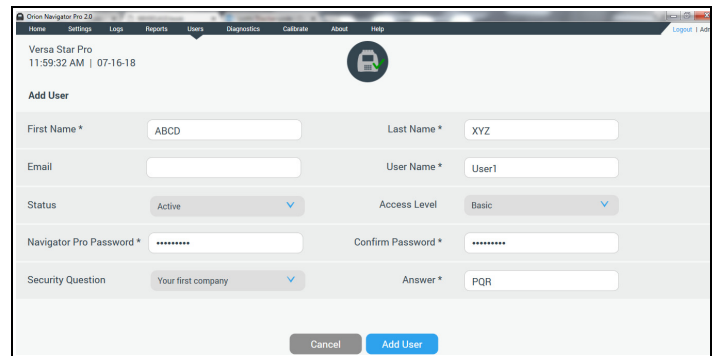 Orion Navigator Pro 2.0
Home Settings Logs Reports Users Diagnostics Calibrate About Help Logout | Adm
Versa Star Pro
11:59:32 AM | 07-16-18
Add User
First Name * ABCD Last Name * XYZ
Email User Name * User1
Status Active Access Level Basic
Navigator Pro Password * ••••••••• Confirm Password * •••••••••
Security Question Your first company Answer * PQR
Cancel Add User